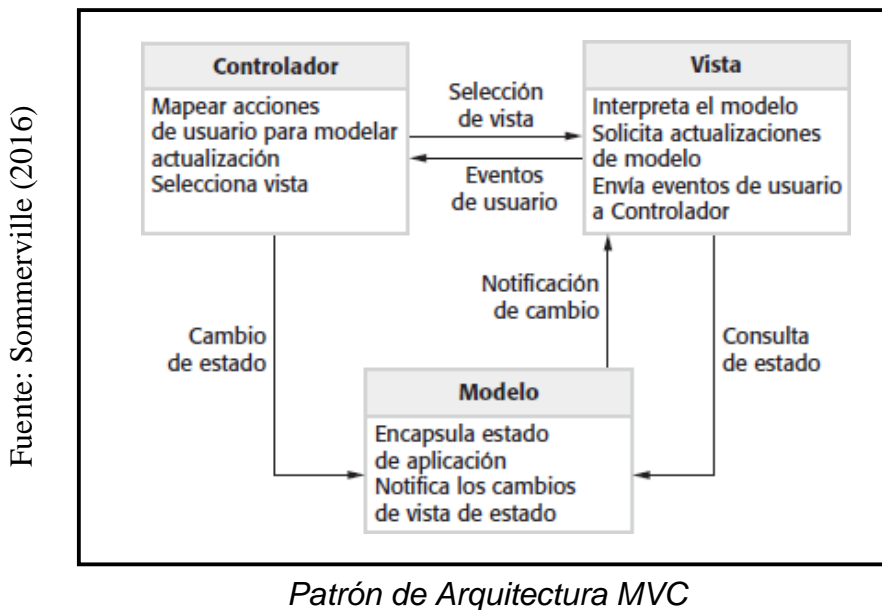 Fuente: Sommerville (2016)
Controlador
Mapear acciones
de usuario para modelar
actualización
Selecciona vista
Selección
de vista
Eventos
de usuario
Vista
Interpreta el modelo
Solicita actualizaciones
de modelo
Envía eventos de usuario
a Controlador
Cambio
de estado
Notificación
de cambio
Consulta
de estado
Modelo
Encapsula estado
de aplicación
Notifica los cambios
de vista de estado
Patrón de Arquitectura MVC